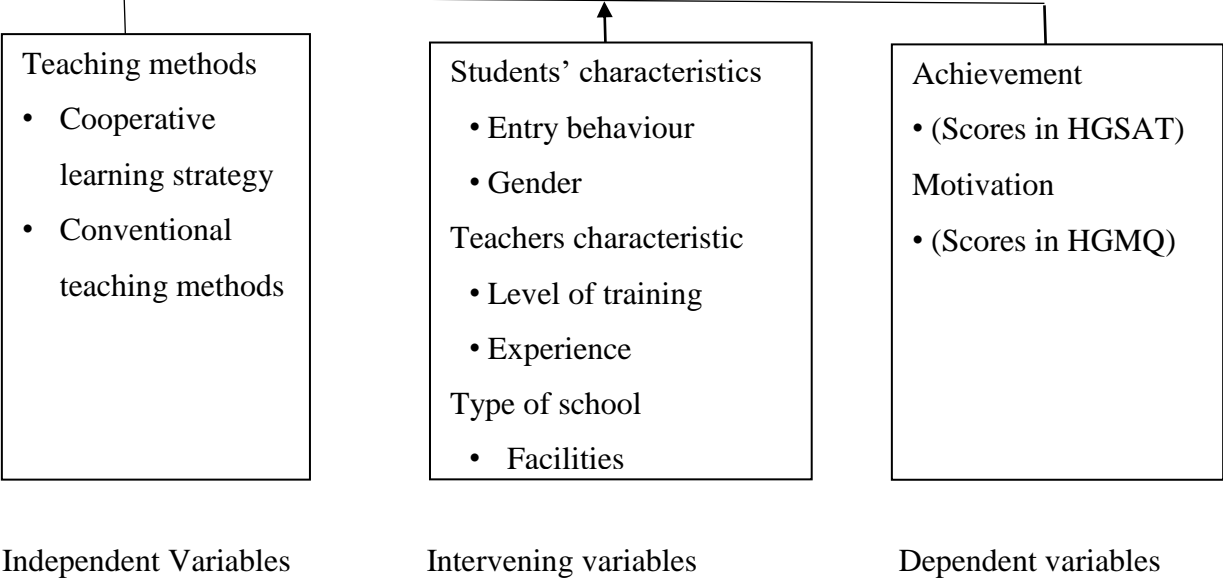 Teaching methods
• Cooperative
learning strategy
• Conventional
teaching methods
Students’ characteristics
• Entry behaviour
• Gender
Teachers characteristic
• Level of training
• Experience
Type of school
• Facilities
Achievement
• (Scores in HGSAT)
Motivation
• (Scores in HGMQ)
Independent Variables
Intervening variables
Dependent variables